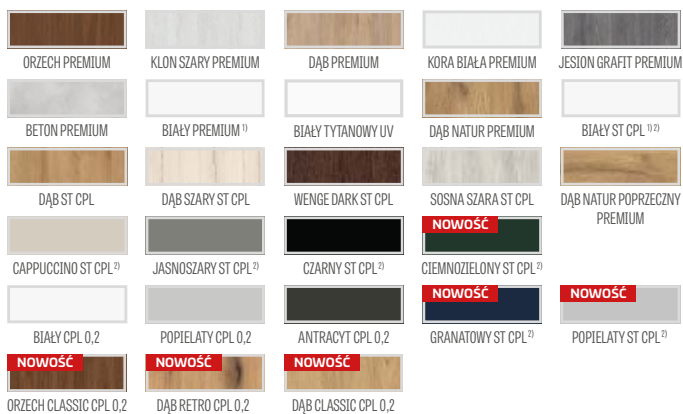 ORZECH PREMIUM
KLON SZARY PREMIUM
DĄB PREMIUM
KORA BIAŁA PREMIUM
JESION GRAFIT PREMIUM
BETON PREMIUM
BIAŁY PREMIUM 1)
BIAŁY TYTANOWY UV
DĄB NATUR PREMIUM
BIAŁY ST CPL 1) 2)
DĄB ST CPL
DĄB SZARY ST CPL
WENGE DARK ST CPL
SOSNA SZARA ST CPL
DĄB NATUR POPRZECZNY
PREMIUM
CAPPUCCINO ST CPL 2)
JASNOSZARY ST CPL 2)
CZARNY ST CPL 2)
NOWOŚĆ
CIEMNOZIELONY ST CPL 2)
BIAŁY CPL 0,2
POPIELATY CPL 0,2
ANTRACYT CPL 0,2
NOWOŚĆ
GRANATOWY ST CPL 2)
NOWOŚĆ
POPIELATY ST CPL 2)
NOWOŚĆ
ORZECH CLASSIC CPL 0,2
NOWOŚĆ
DĄB RETRO CPL 0,2
NOWOŚĆ
DĄB CLASSIC CPL 0,2